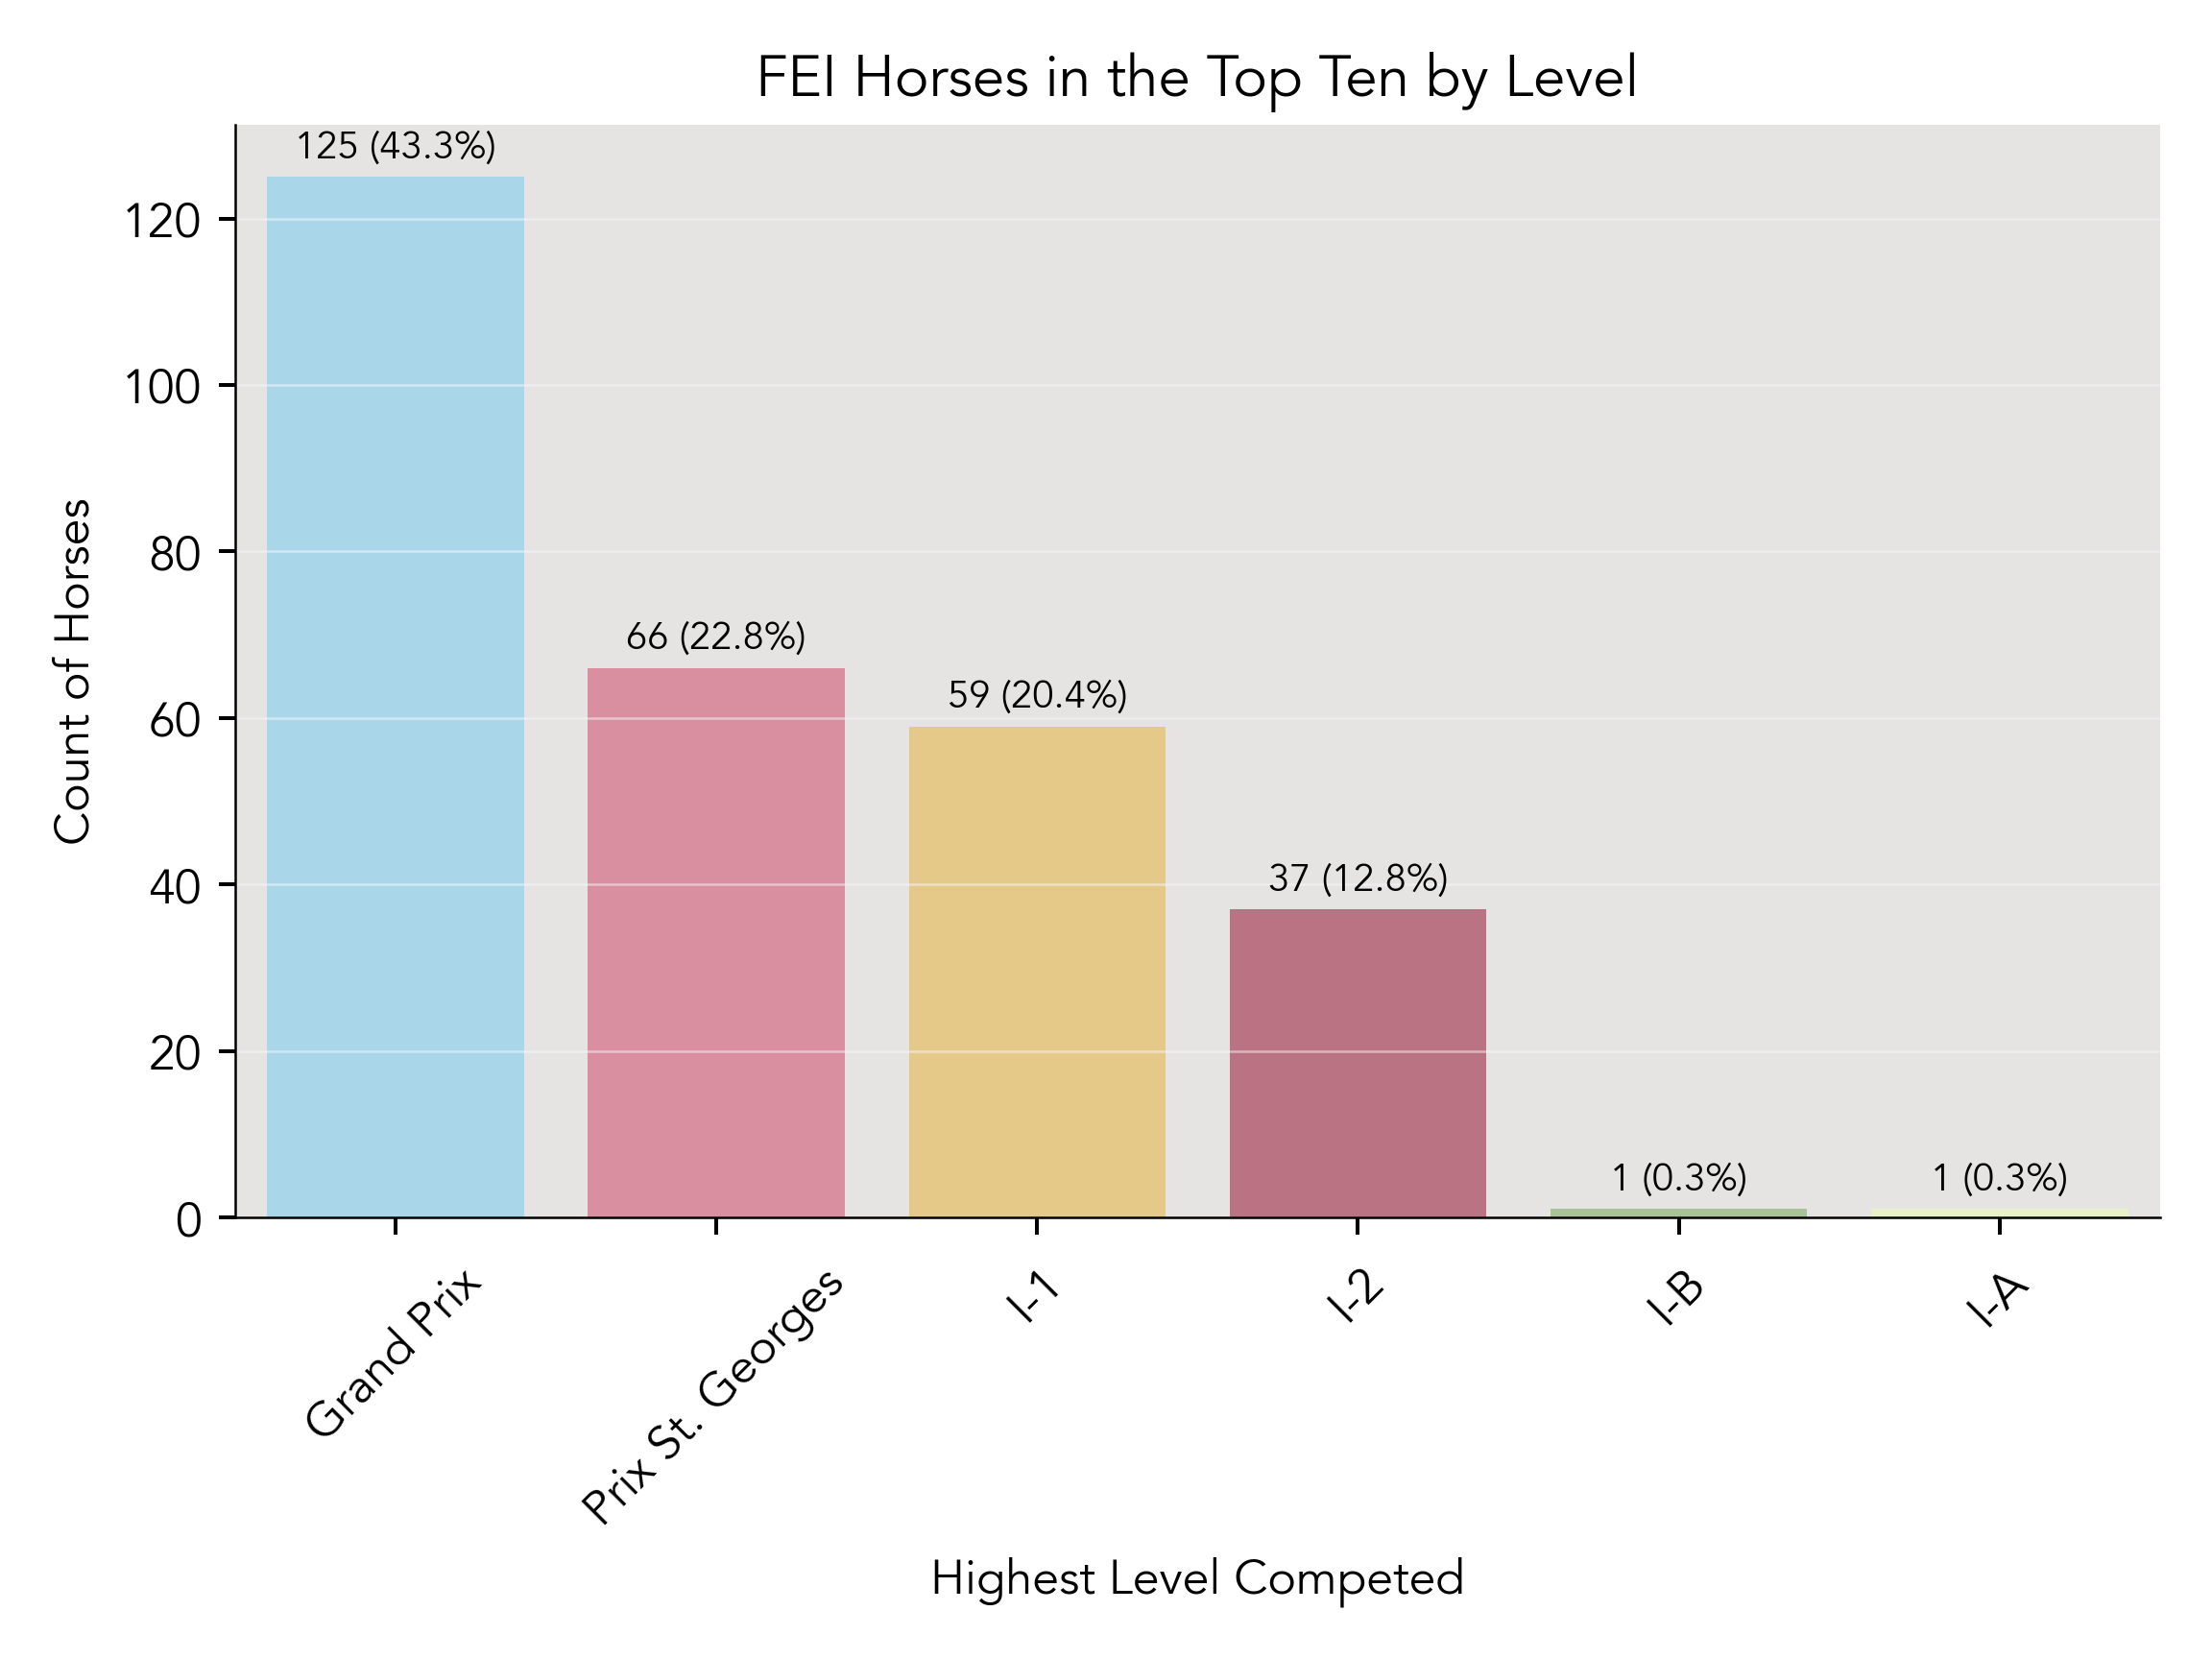 FEI Horses in the Top Ten by Level
125 (43.3%)
66 (22.8%)
59 (20.4%)
37 (12.8%)
1 (0.3%)
1 (0.3%)
120
100
80
60
40
20
0
Count of Horses
Grand Prix
Prix St. Georges
I-1
I-2
I-B
I-A
Highest Level Competed